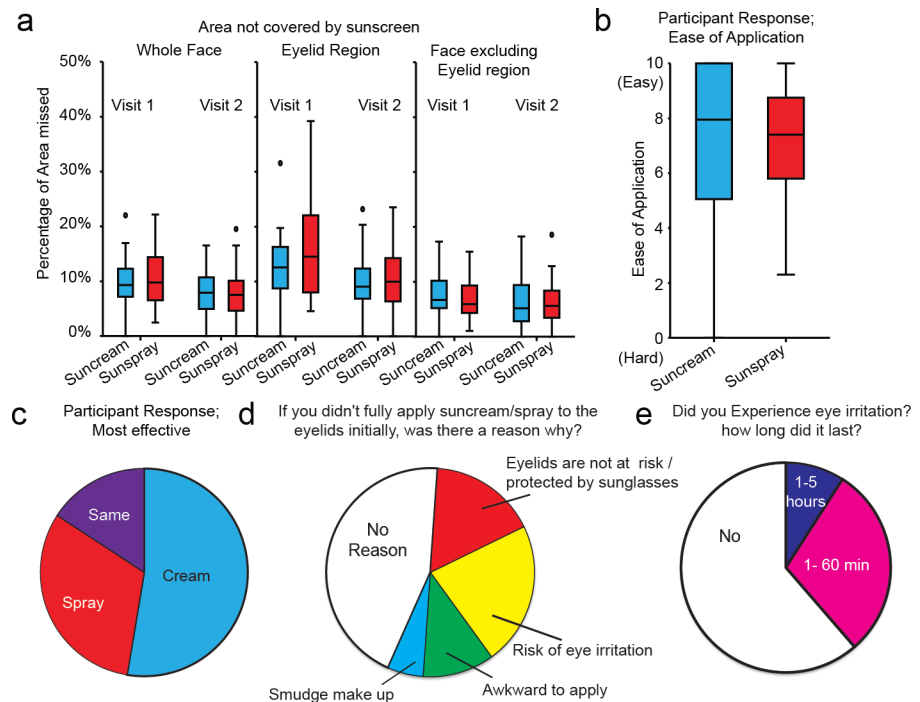 a
Area not covered by sunscreen
Whole Face
Eyelid Region
Face excluding
Eyelid region
50%
40%
30%
20%
10%
0%
Percentage of Area missed
Visit 1
Visit 2
Visit 1
Visit 2
Visit 1
Visit 2
Suncream
Sunspray
Suncream
Sunspray
Suncream
Sunspray
Suncream
Sunspray
Suncream
Sunspray
Suncream
Sunspray
b
Participant Response;
Ease of Application
10
(Easy)
8
6
4
2
0
(Hard)
Ease of Application
Suncream
Sunspray
c
Participant Response;
Most effective
Same
Spray
Cream
d
If you didn't fully apply suncream/spray to the
eyelids initially, was there a reason why?
Eyelids are not at risk /
protected by sunglasses
No
Reason
Risk of eye irritation
Smudge make up
Awkward to apply
e
Did you Experience eye irritation?
how long did it last?
1-5
hours
No
1- 60 min